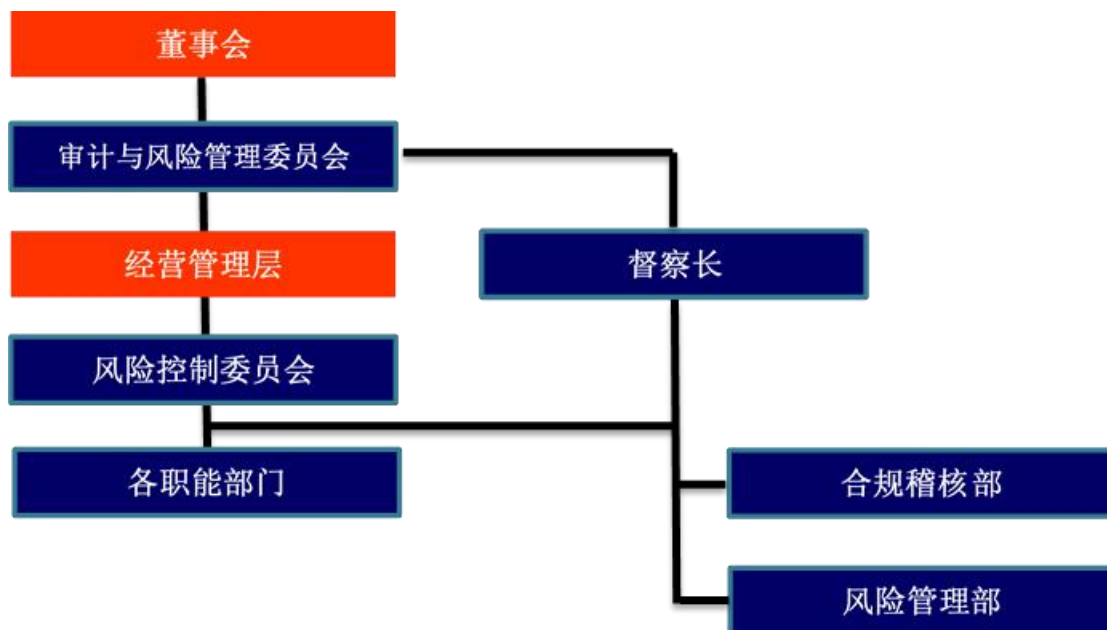 董事会
审计与风险管理委员会
经营管理层
督察长
风险控制委员会
各职能部门
合规稽核部
风险管理部